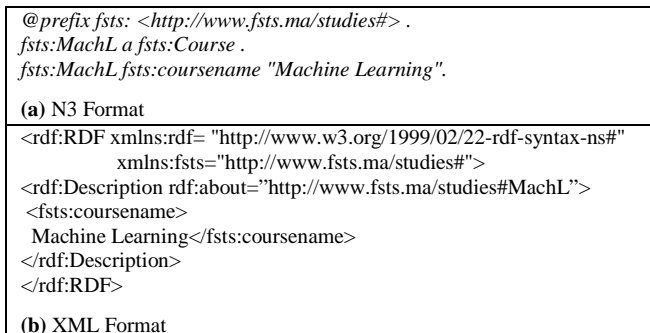 @prefix fsts: <http://www.fsts.ma/studies#> .
fsts:MachL a fsts:Course .
fsts:MachL fsts:coursename "Machine Learning".
(a) N3 Format
<rdf:RDF xmlns:rdf= "http://www.w3.org/1999/02/22-rdf-syntax-ns#"
xmlns:fsts="http://www.fsts.ma/studies#">
<rdf:Description rdf:about=”http://www.fsts.ma/studies#MachL”>
<fsts:coursename>
Machine Learning</fsts:coursename>
</rdf:Description>
</rdf:RDF>
(b) XML Format